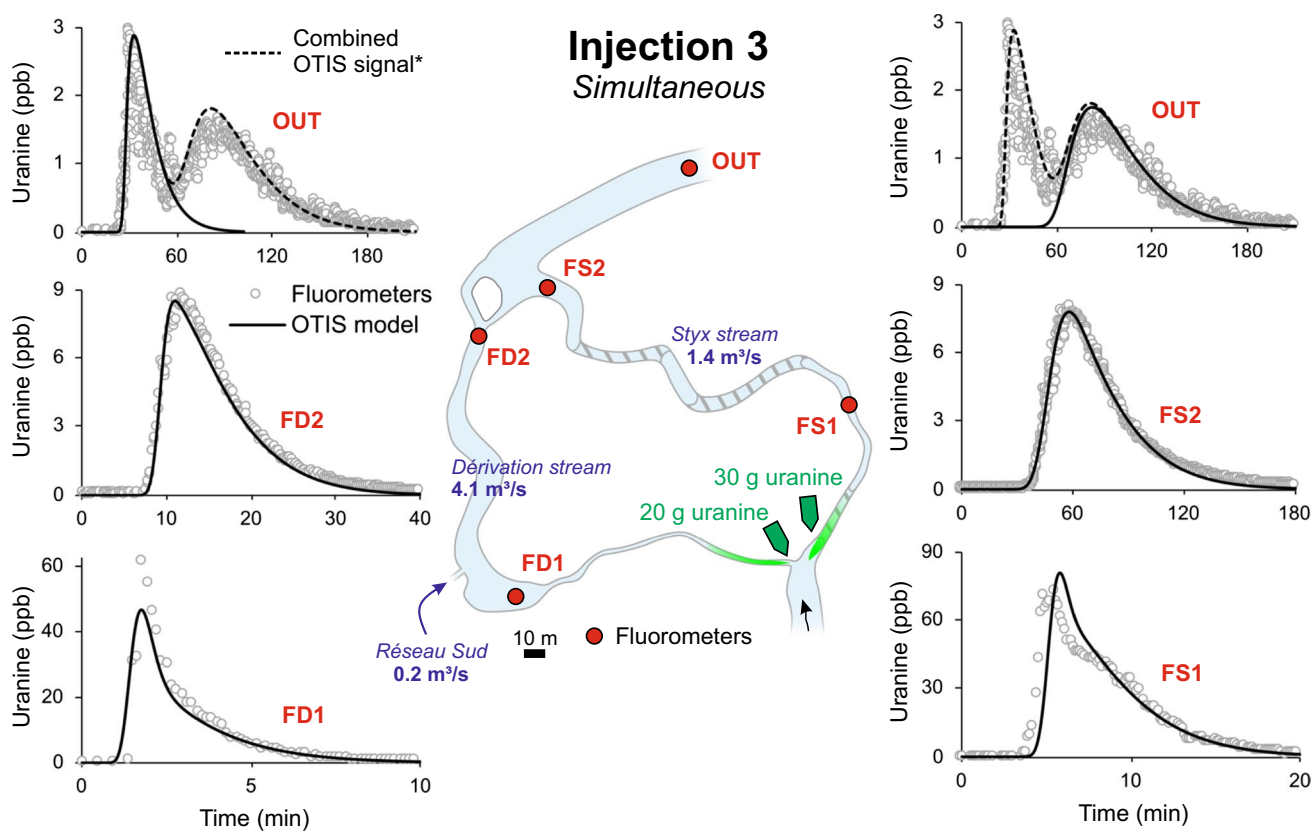 Injection 3
Simultaneous
Uranine (ppb)
3
2
1
0
0
60
120
180
Combined
OTIS signal*
OUT
Uranine (ppb)
9
6
3
0
0
10
20
30
40
Fluorometers
OTIS model
FD2
Uranine (ppb)
60
40
20
0
0
5
10
FD1
Time (min)
OUT
FS2
FD2
Styx stream
1.4 m³/s
FS1
Dérivation stream
4.1 m³/s
30 g uranine
20 g uranine
FD1
10 m
Fluorometers
Réseau Sud
0.2 m³/s
Uranine (ppb)
3
2
1
0
0
60
120
180
OUT
Uranine (ppb)
9
6
3
0
0
60
120
180
FS2
Uranine (ppb)
90
60
30
0
0
10
20
FS1
Time (min)